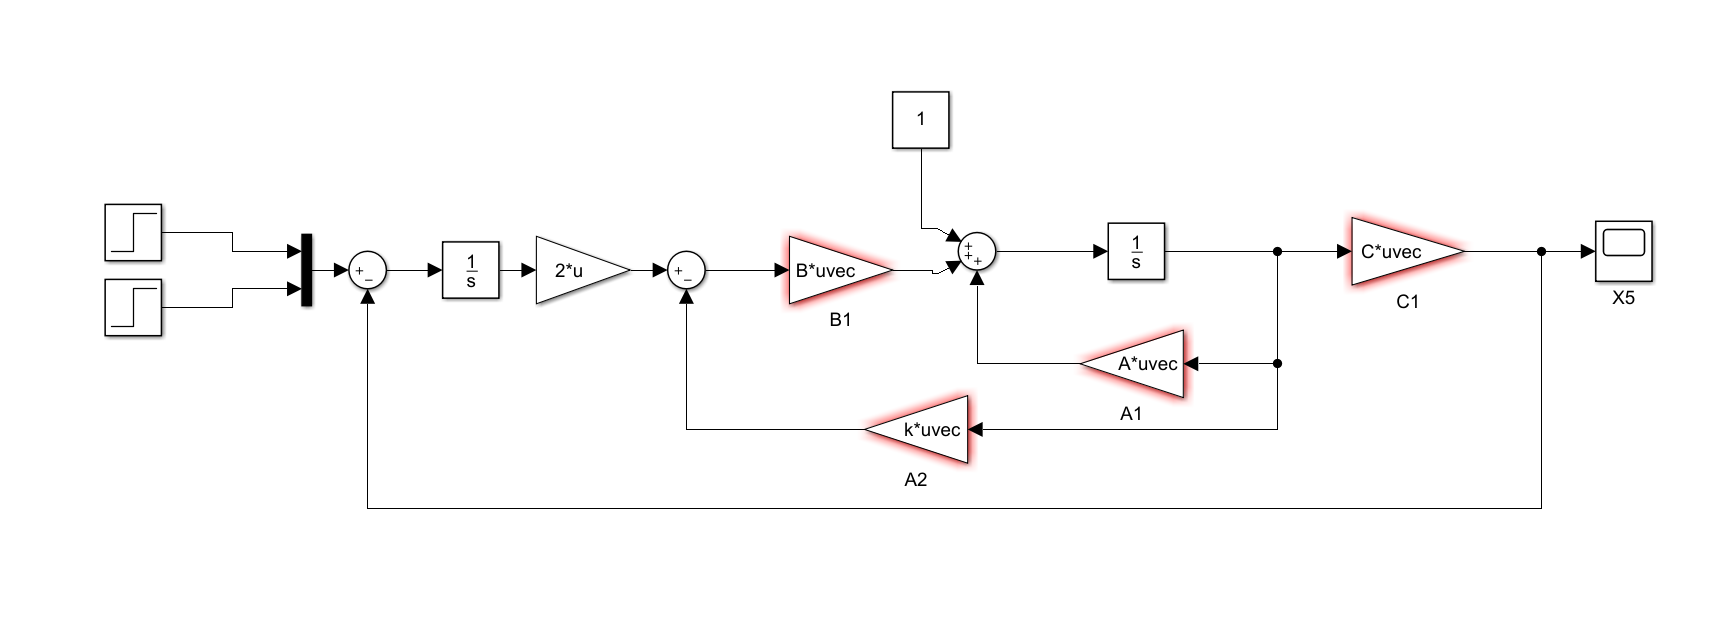 1
+
−
1
s
2*u
+
−
B*uvec
B1
+
+
+
1
s
C*uvec
C1
X5
A*uvec
A1
k*uvec
A2